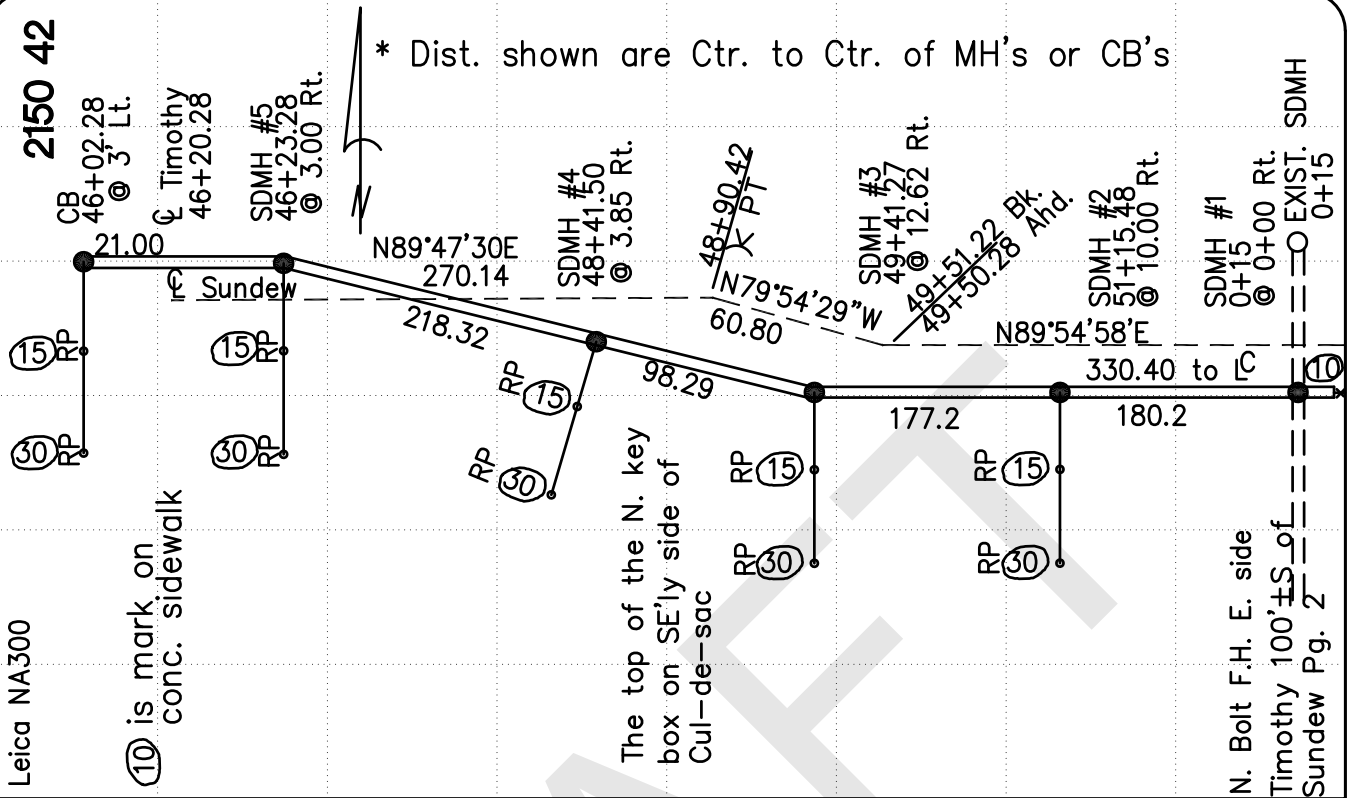 2150 42
* Dist. shown are Ctr. to Ctr. of MH's or CB's
CB
46+02.28
@ 3' Lt.
℄ Timothy
46+20.28
SDMH #5
46+23.28
@ 3.00 Rt.
SDMH #4
48+41.50
@ 3.85 Rt.
48+90.42
PT
SDMH #3
49+41.27
@ 12.62 Rt.
49+51.22 Bk.
49+50.28 Ahd.
SDMH #2
51+15.48
@ 10.00 Rt.
SDMH #1
0+15
@ 0+00 Rt.
EXIST. SDMH
0+15
21.00
N89°47'30E
270.14
℄ Sundew
218.32
N79°54'29"W
60.80
98.29
N89°54'58'E
330.40 to L C
10
177.2
180.2
15 RP
30 RP
15 RP
30 RP
RP 15
RP 30
RP 15
RP 30
RP 15
RP 30
Leica NA300
10 is mark on
conc. sidewalk
The top of the N. key
box on SE'ly side of
Cul-de-sac
N. Bolt F.H. E. side
Timothy 100'±S of
Sundew Pg. 2